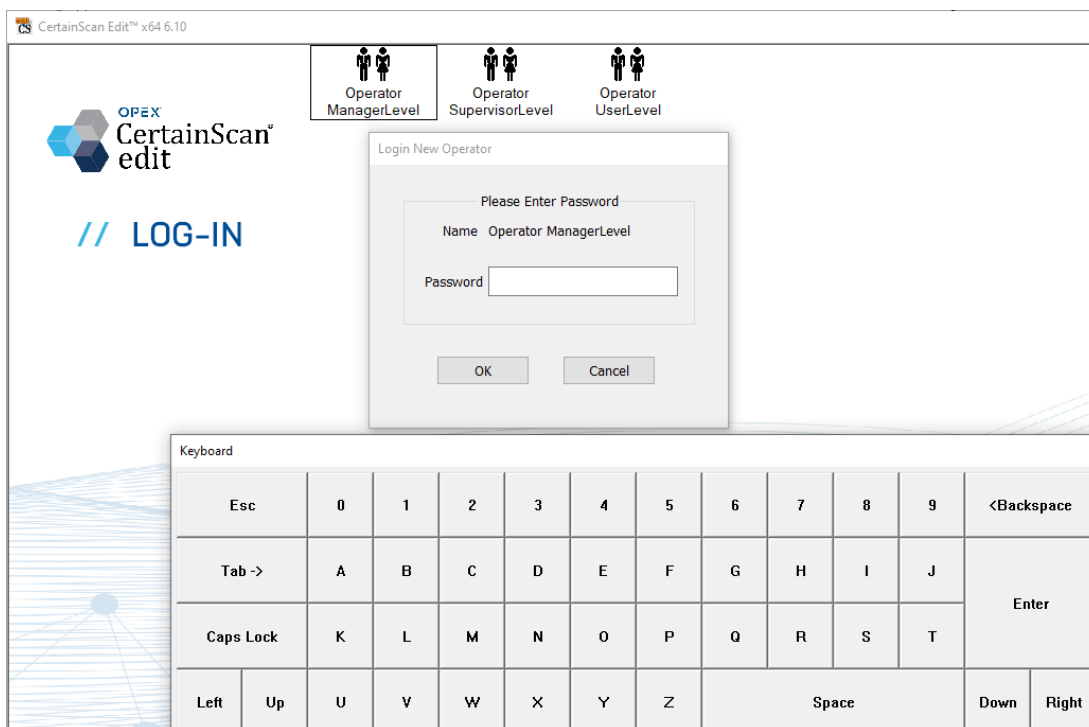 CS CertainScan Edit™ x64 6.10
Operator
ManagerLevel
Operator
SupervisorLevel
Operator
UserLevel
OPEX
CertainScan
edit
// LOG-IN
Login New Operator
Please Enter Password
Name Operator ManagerLevel
Password
OK Cancel
Keyboard
Esc 0 1 2 3 4 5 6 7 8 9 <Backspace
Tab -> A B C D E F G H I J
Enter
Caps Lock K L M N O P Q R S T
Left Up U V W X Y Z Space Down Right